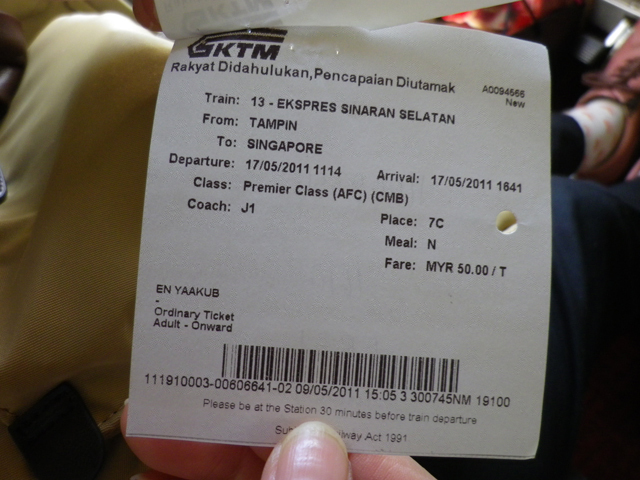 KTM
Rakyat Didahulukan,Pencapaian Diutamak
A0094566
New
Train: 13 - EKSPRES SINARAN SELATAN
From: TAMPIN
To: SINGAPORE
Departure: 17/05/2011 1114 Arrival: 17/05/2011 1641
Class: Premier Class (AFC) (CMB)
Coach: J1 Place: 7C
Meal: N
Fare: MYR 50.00 / T
EN YAAKUB
-
Ordinary Ticket
Adult - Onward
111910003-00606641-02 09/05/2011 15:05 3 300745NM 19100
Please be at the Station 30 minutes before train departure
Act 1991